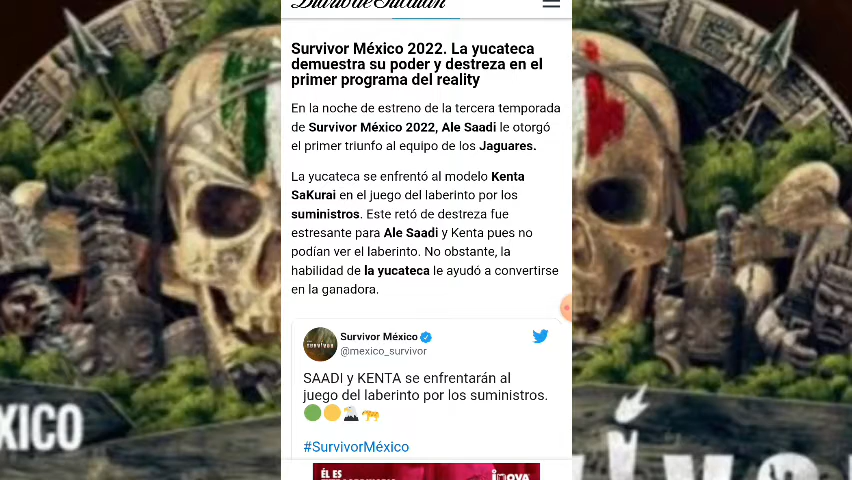 Diario de Yucatán
Survivor México 2022. La yucateca
demuestra su poder y destreza en el
primer programa del reality
En la noche de estreno de la tercera temporada
de Survivor México 2022, Ale Saadi le otorgó
el primer triunfo al equipo de los Jaguares.
La yucateca se enfrentó al modelo Kenta
SaKurai en el juego del laberinto por los
suministros. Este retó de destreza fue
estresante para Ale Saadi y Kenta pues no
podían ver el laberinto. No obstante, la
habilidad de la yucateca le ayudó a convertirse
en la ganadora.
Survivor México
@mexico_survivor
SAADI y KENTA se enfrentarán al
juego del laberinto por los suministros.
#SurvivorMéxico
ÉL ES
inova
XICO